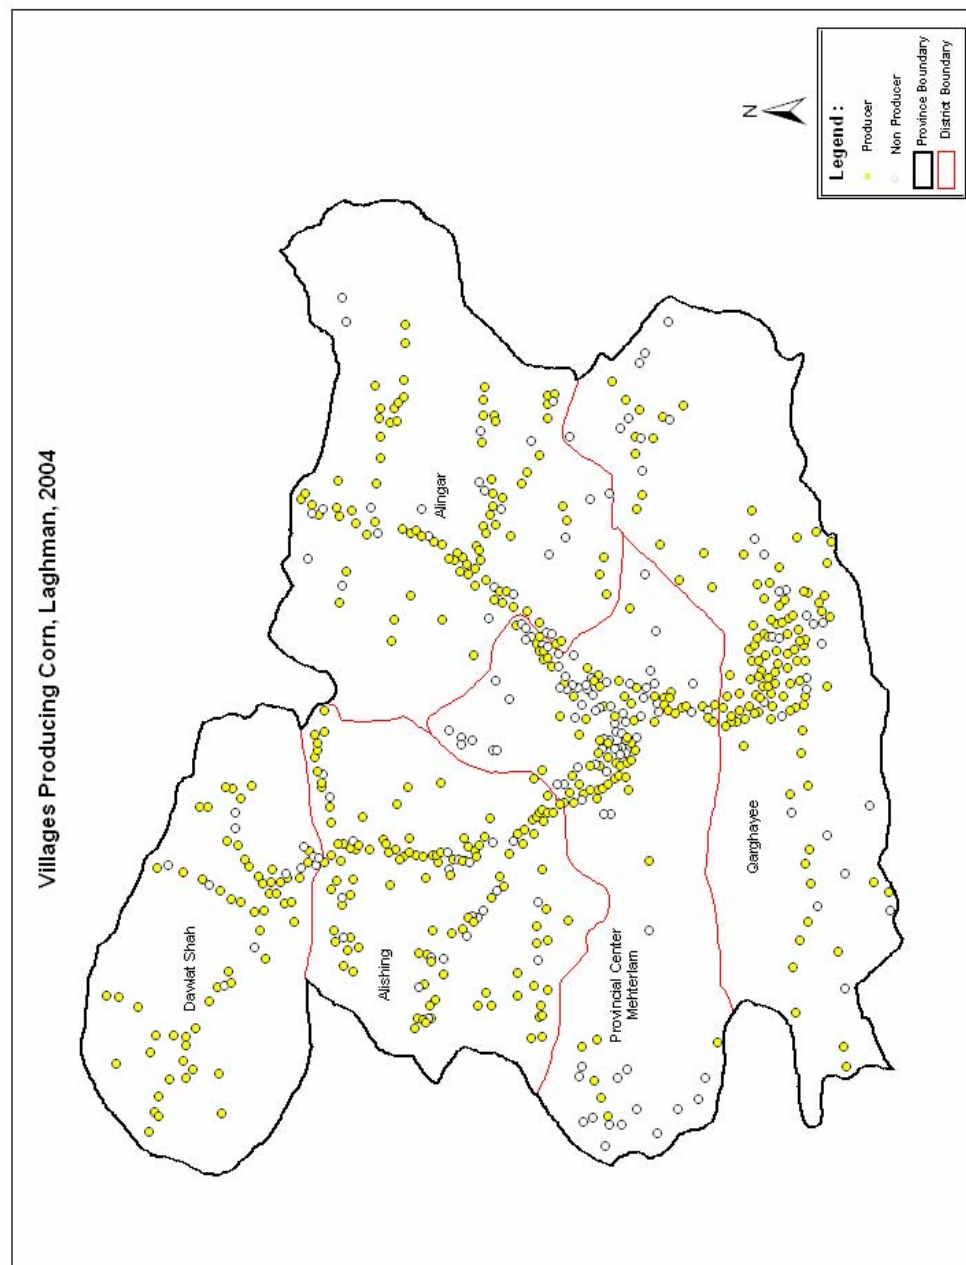 Villages Producing Corn, Laghman, 2004
N
Dawlat Shah
Alingar
Alishing
Provincial Center
Mehterlam
Qarghayee
Legend :
Producer
Non Producer
Province Boundary
District Boundary